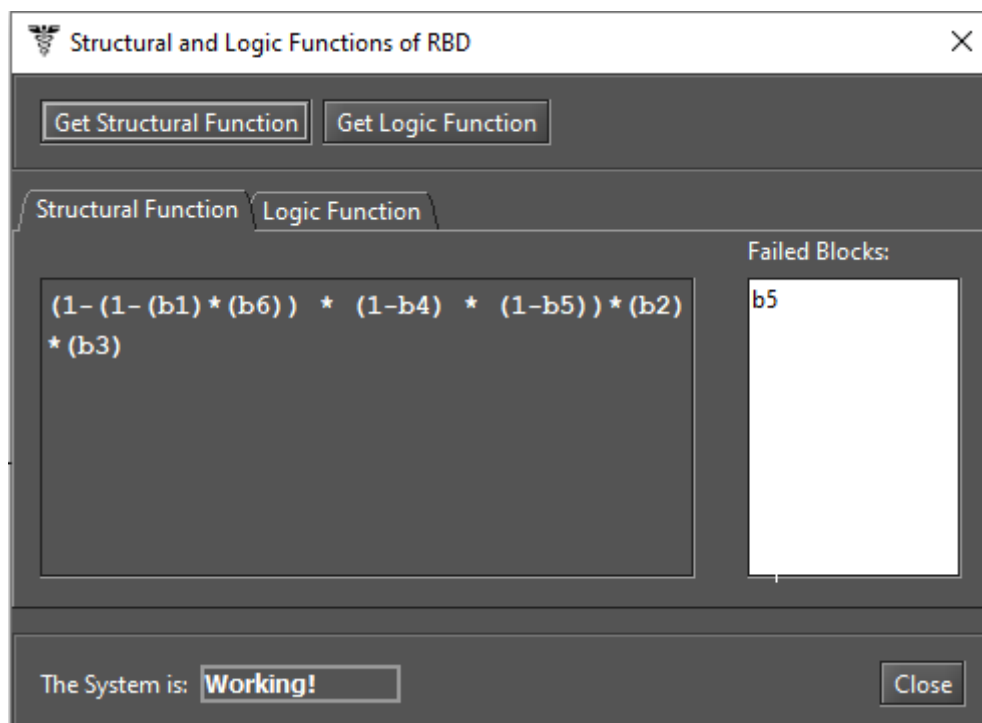 Structural and Logic Functions of RBD
Get Structural Function Get Logic Function
Structural Function Logic Function
Failed Blocks:
(1-(1-(b1)*(b6)) * (1-b4) * (1-b5))*(b2)
*(b3)
b5
The System is: Working!
Close